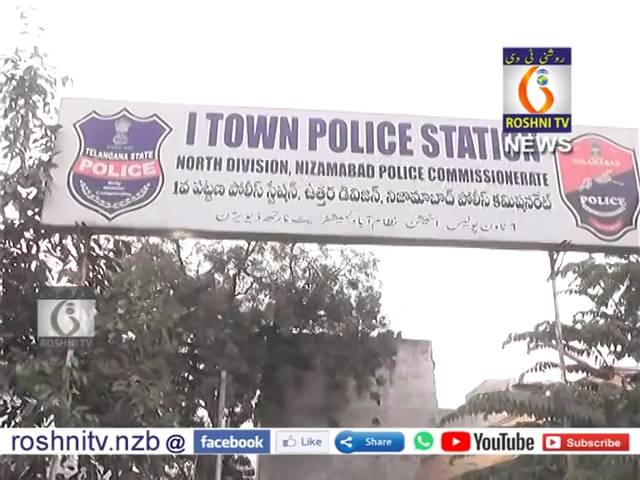 روشنی ٹی وی
ROSHNI TV
NEWS
I TOWN POLICE STATION
NORTH DIVISION, NIZAMABAD POLICE COMMISSIONERATE
1వ పట్టణ పోలీస్ స్టేషన్, ఉత్తర డివిజన్, నిజామాబాద్ పోలీస్ కమిషనరేట్
TELANGANA STATE
POLICE
NIZAMABAD
POLICE
ROSHNI TV
roshnitv.nzb @ facebook Like Share YouTube Subscribe